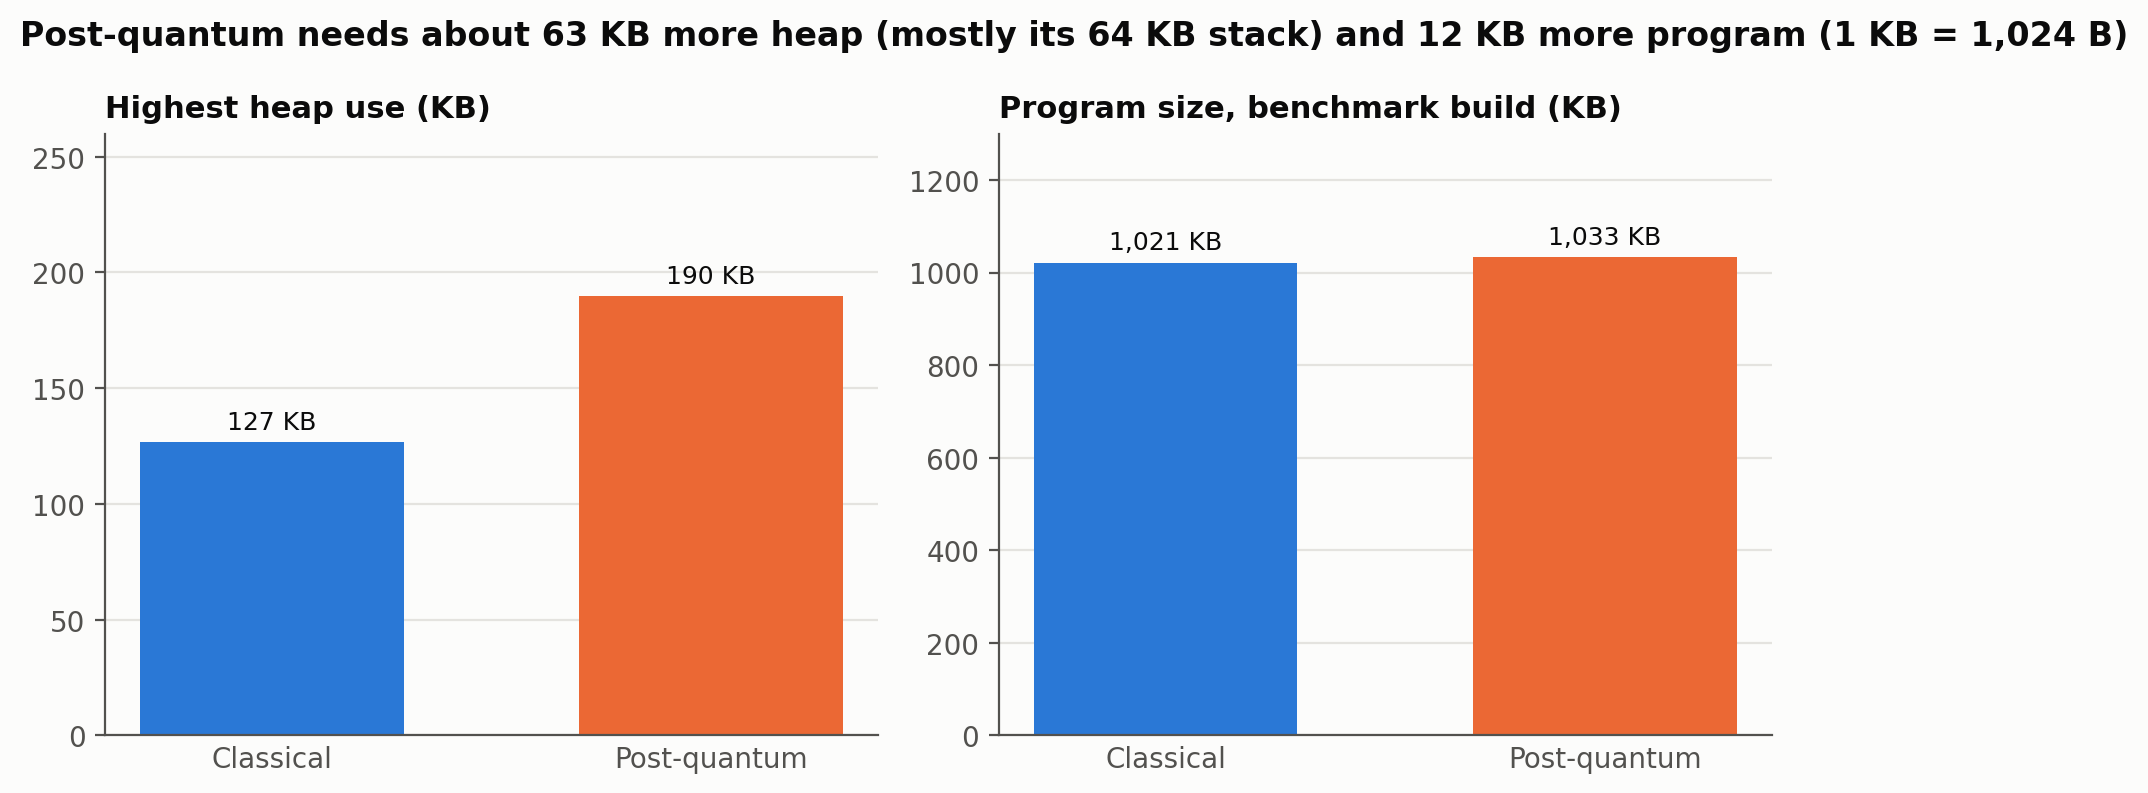 Post-quantum needs about 63 KB more heap (mostly its 64 KB stack) and 12 KB more program (1 KB = 1,024 B)
Highest heap use (KB)
250
200
150
100
50
0
127 KB
190 KB
Classical
Post-quantum
Program size, benchmark build (KB)
1200
1000
800
600
400
200
0
1,021 KB
1,033 KB
Classical
Post-quantum